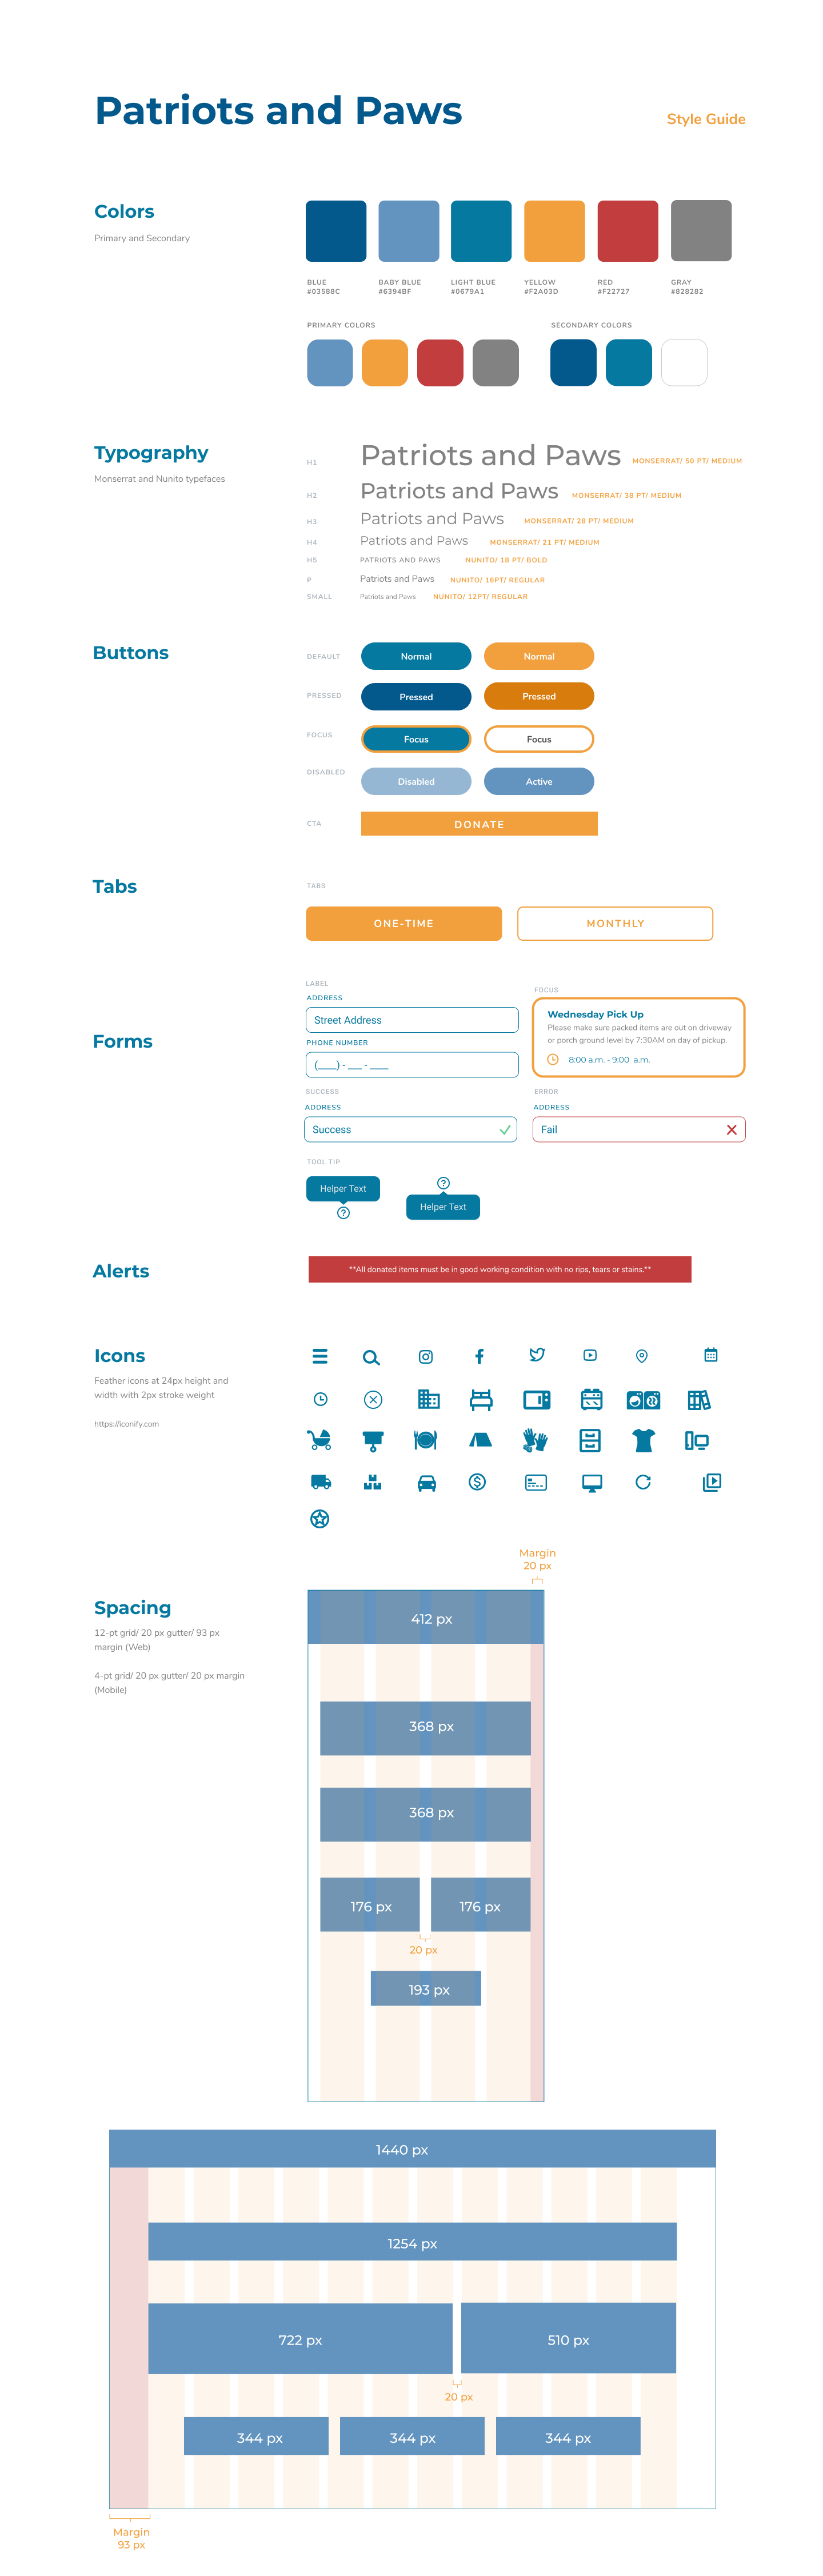 Patriots and Paws
Style Guide
Colors
Primary and Secondary
BLUE
#03588C
BABY BLUE
#6394BF
LIGHT BLUE
#0679A1
YELLOW
#F2A03D
RED
#F22727
GRAY
#828282
PRIMARY COLORS
SECONDARY COLORS
Typography
Monserrat and Nunito typefaces
H1 Patriots and Paws MONSERRAT/ 50 PT/ MEDIUM
H2 Patriots and Paws MONSERRAT/ 38 PT/ MEDIUM
H3 Patriots and Paws MONSERRAT/ 28 PT/ MEDIUM
H4 Patriots and Paws MONSERRAT/ 21 PT/ MEDIUM
H5 PATRIOTS AND PAWS NUNITO/ 18 PT/ BOLD
P Patriots and Paws NUNITO/ 16PT/ REGULAR
SMALL Patriots and Paws NUNITO/ 12PT/ REGULAR
Buttons
DEFAULT Normal Normal
PRESSED Pressed Pressed
FOCUS Focus Focus
DISABLED Disabled Active
CTA DONATE
Tabs
TABS
ONE-TIME MONTHLY
Forms
LABEL
ADDRESS
Street Address
PHONE NUMBER
(___) - ___ - ____
FOCUS
Wednesday Pick Up
Please make sure packed items are out on driveway
or porch ground level by 7:30AM on day of pickup.
8:00 a.m. - 9:00 a.m.
SUCCESS
ADDRESS
Success
ERROR
ADDRESS
Fail
TOOL TIP
Helper Text
?
?
Helper Text
Alerts
**All donated items must be in good working condition with no rips, tears or stains.**
Icons
Feather icons at 24px height and
width with 2px stroke weight
https://iconify.com
Spacing
12-pt grid/ 20 px gutter/ 93 px
margin (Web)
4-pt grid/ 20 px gutter/ 20 px margin
(Mobile)
Margin
20 px
412 px
368 px
368 px
176 px 176 px
20 px
193 px
1440 px
1254 px
722 px 510 px
20 px
344 px 344 px 344 px
Margin
93 px